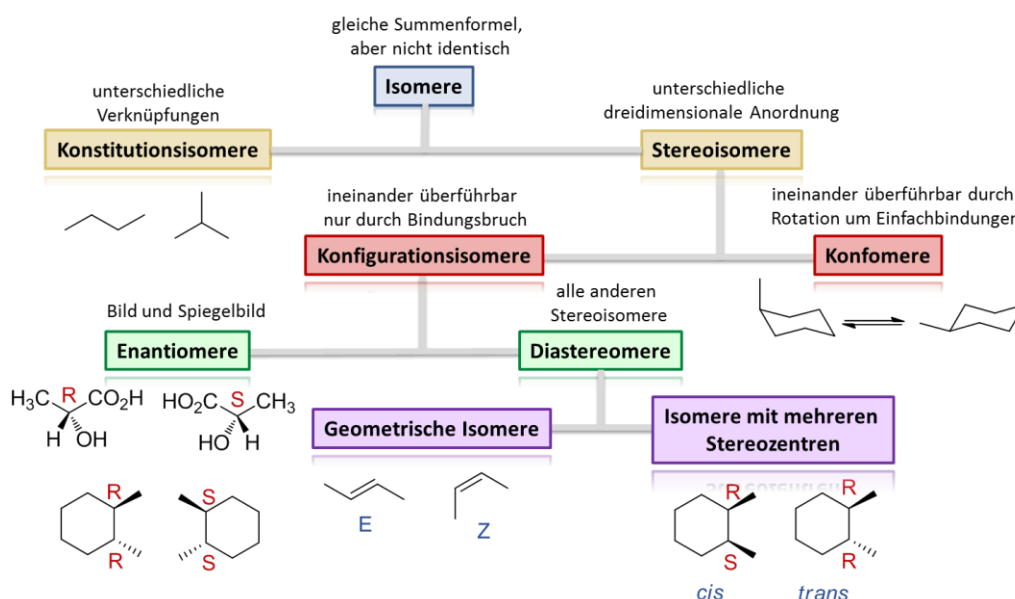 gleiche Summenformel,
aber nicht identisch
Isomere
unterschiedliche
Verknüpfungen
Konstitutionsisomere
unterschiedliche
dreidimensionale Anordnung
Stereoisomere
ineinander überführbar
nur durch Bindungsbruch
Konfigurationsisomere
ineinander überführbar durch
Rotation um Einfachbindungen
Konfomere
Bild und Spiegelbild
Enantiomere
alle anderen
Stereoisomere
Diastereomere
R
H₃C CO₂H
H OH
S
HO₂C CH₃
HO H
Geometrische Isomere
Isomere mit mehreren
Stereozentren
R
R
S
S
E
Z
R
S
cis
R
R
trans